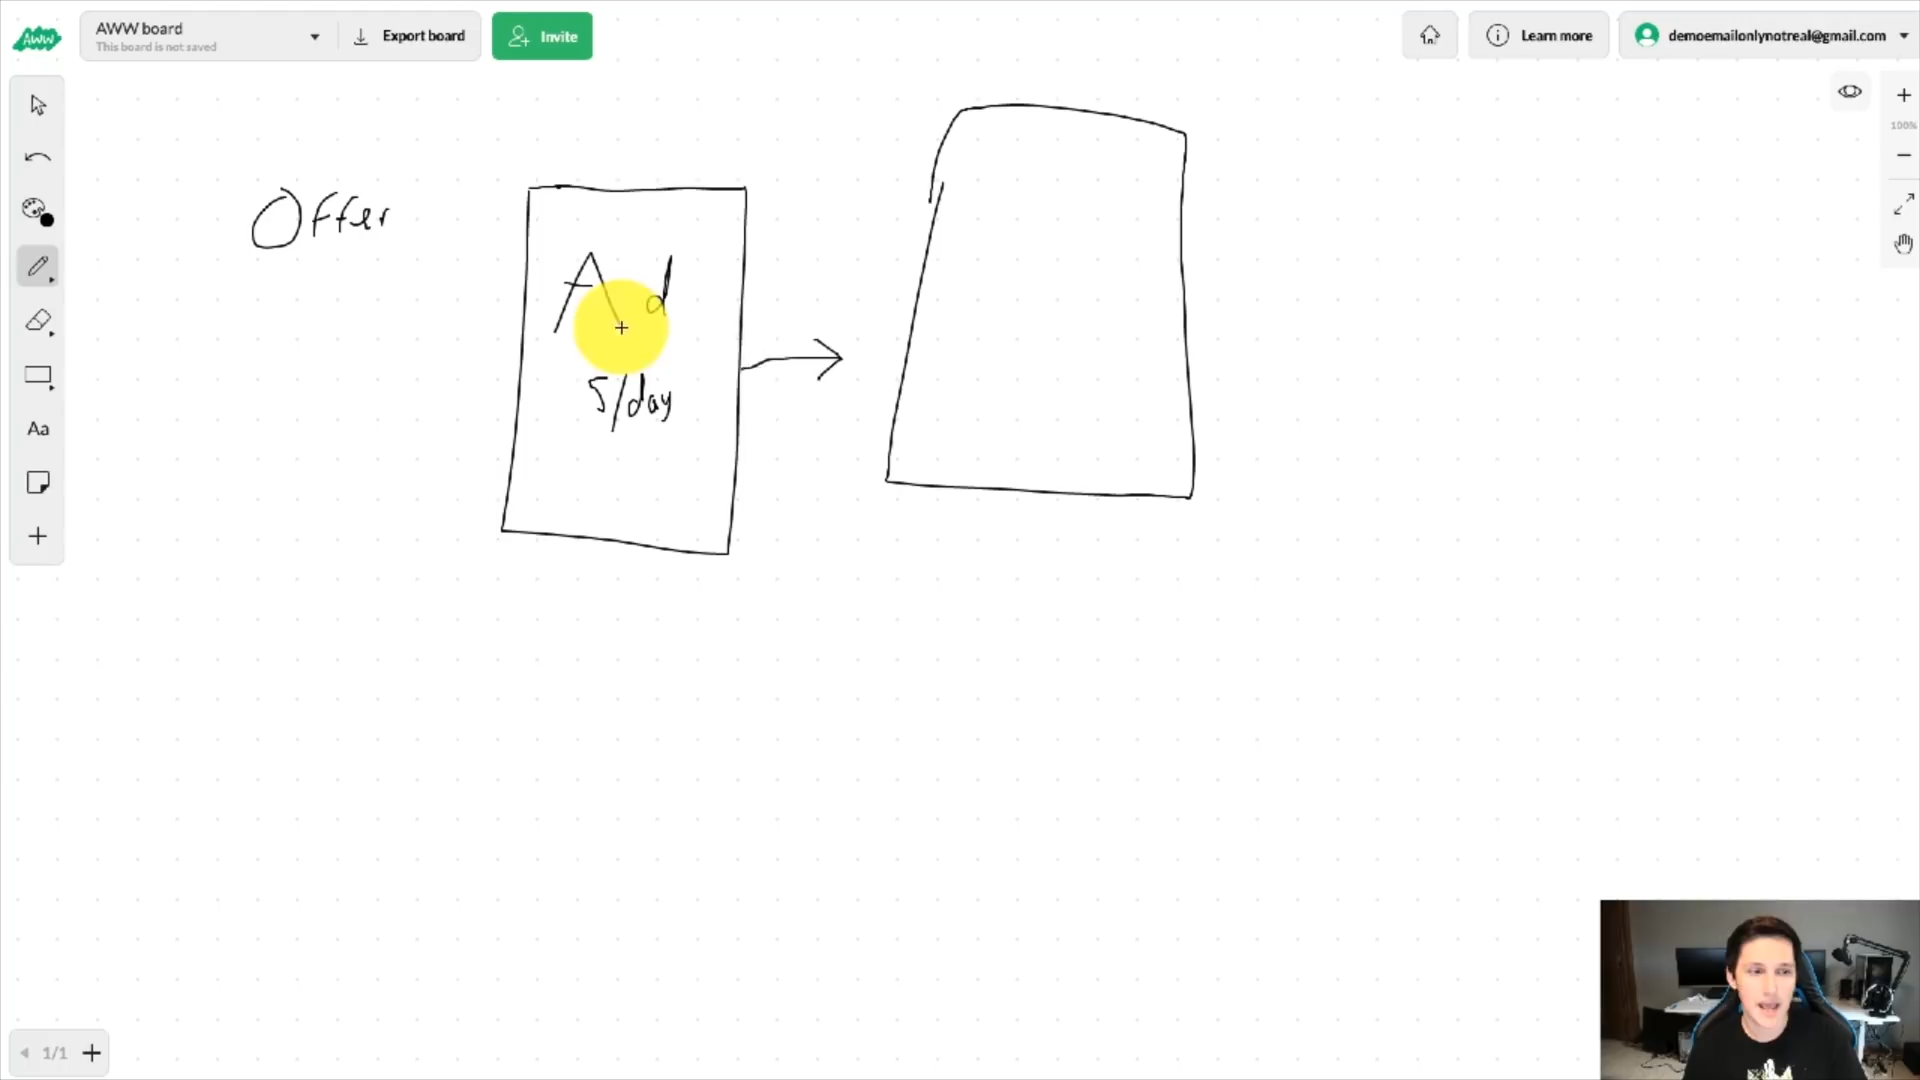 AWW
AWW board
This board is not saved
Export board
Invite
Learn more
demoemailonlynotreal@gmail.com
100%
Offer
Ad
5/day
Aa
1/1